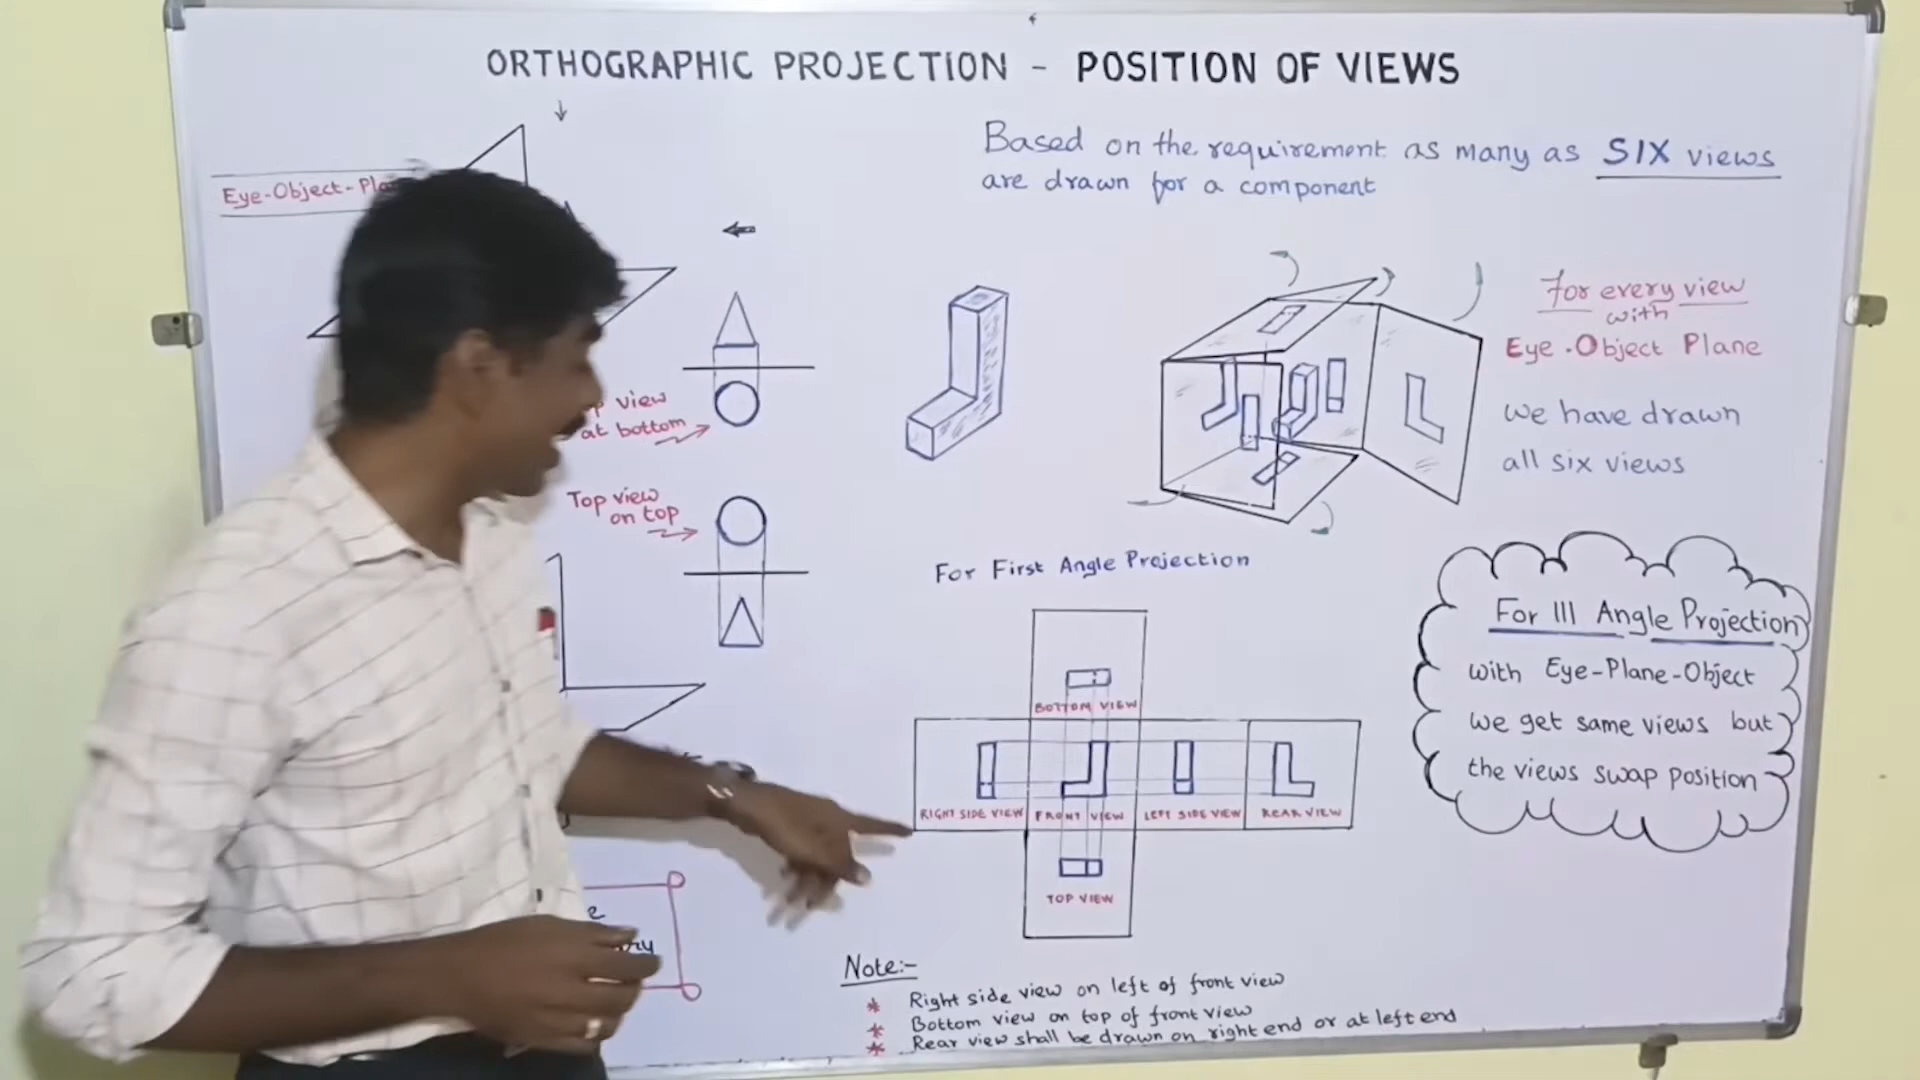 ORTHOGRAPHIC PROJECTION - POSITION OF VIEWS
Eye-Object-
Based on the requirement as many as SIX views
are drawn for a component
view
at bottom
Top view
on top
For every view
with
Eye-Object Plane
we have drawn
all six views
For First Angle Projection
BOTTOM VIEW
RIGHT SIDE VIEW
FRONT VIEW
LEFT SIDE VIEW
REAR VIEW
TOP VIEW
For III Angle Projection
with Eye-Plane-Object
we get same views but
the views swap position
Note:-
* Right side view on left of front view
* Bottom view on top of front view
* Rear view shall be drawn on right end or at left end